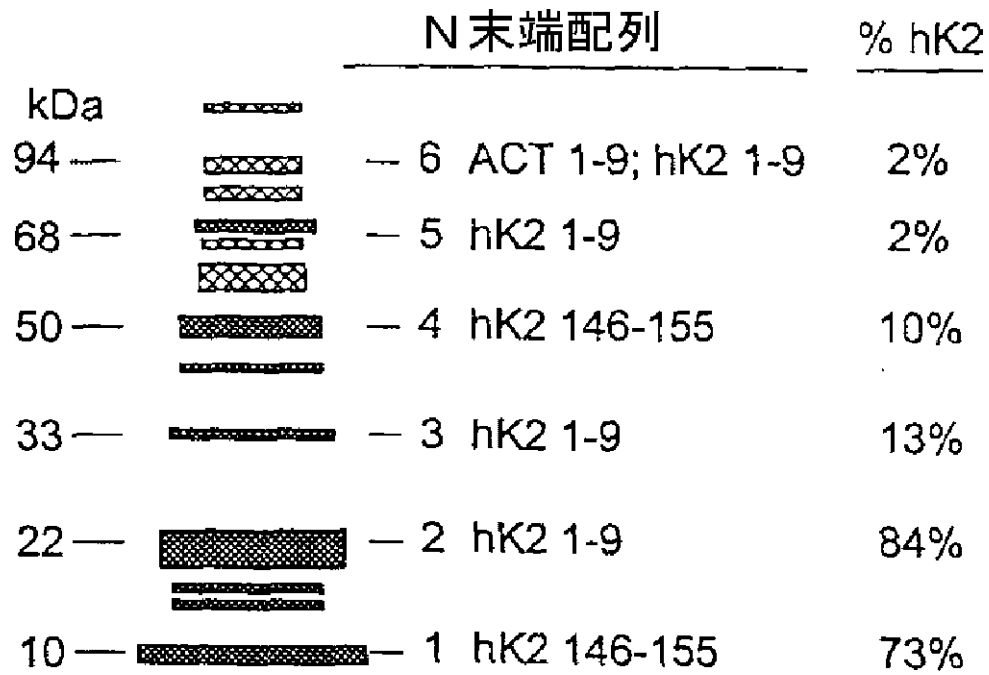 N末端配列 % hK2
kDa
94 6 ACT 1-9; hK2 1-9 2%
68 5 hK2 1-9 2%
50 4 hK2 146-155 10%
33 3 hK2 1-9 13%
22 2 hK2 1-9 84%
10 1 hK2 146-155 73%